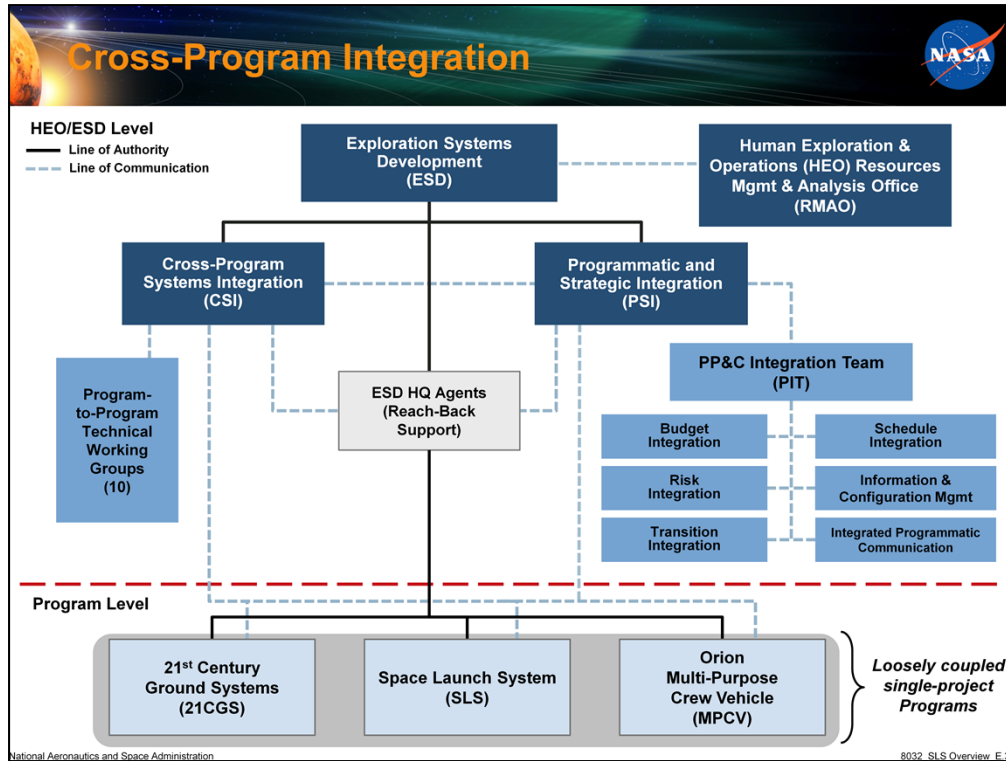 Cross-Program Integration
NASA
HEO/ESD Level
Line of Authority
Line of Communication
Exploration Systems
Development
(ESD)
Human Exploration &
Operations (HEO) Resources
Mgmt & Analysis Office
(RMAO)
Cross-Program
Systems Integration
(CSI)
Programmatic and
Strategic Integration
(PSI)
Program-
to-Program
Technical
Working
Groups
(10)
ESD HQ Agents
(Reach-Back
Support)
PP&C Integration Team
(PIT)
Budget
Integration
Schedule
Integration
Risk
Integration
Information &
Configuration Mgmt
Transition
Integration
Integrated Programmatic
Communication
Program Level
21st Century
Ground Systems
(21CGS)
Space Launch System
(SLS)
Orion
Multi-Purpose
Crew Vehicle
(MPCV)
Loosely coupled
single-project
Programs
National Aeronautics and Space Administration
8032 SLS Overview E.